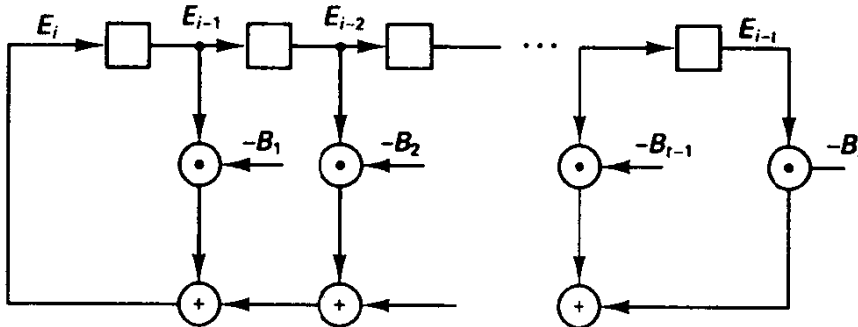 E_i E_{i-1} E_{i-2} ... E_{i-t}
-B_1 -B_2 -B_{t-1} -B
+ + +